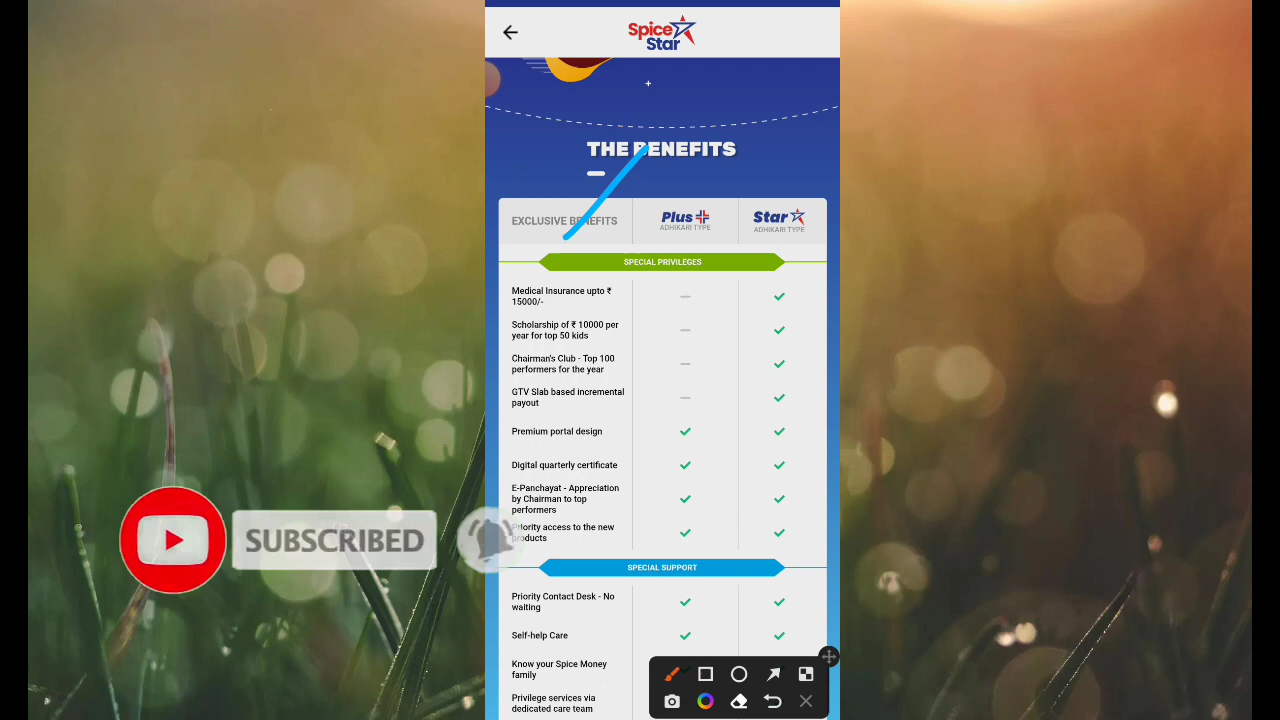 Spice
Star
THE BENEFITS
EXCLUSIVE BENEFITS
Plus
ADHIKARI TYPE
Star
ADHIKARI TYPE
SPECIAL PRIVILEGES
Medical Insurance upto ₹
15000/-
Scholarship of ₹ 10000 per
year for top 50 kids
Chairman's Club - Top 100
performers for the year
GTV Slab based incremental
payout
Premium portal design
Digital quarterly certificate
E-Panchayat - Appreciation
by Chairman to top
performers
Priority access to the new
products
SUBSCRIBED
SPECIAL SUPPORT
Priority Contact Desk - No
waiting
Self-help Care
Know your Spice Money
family
Privilege services via
dedicated care team